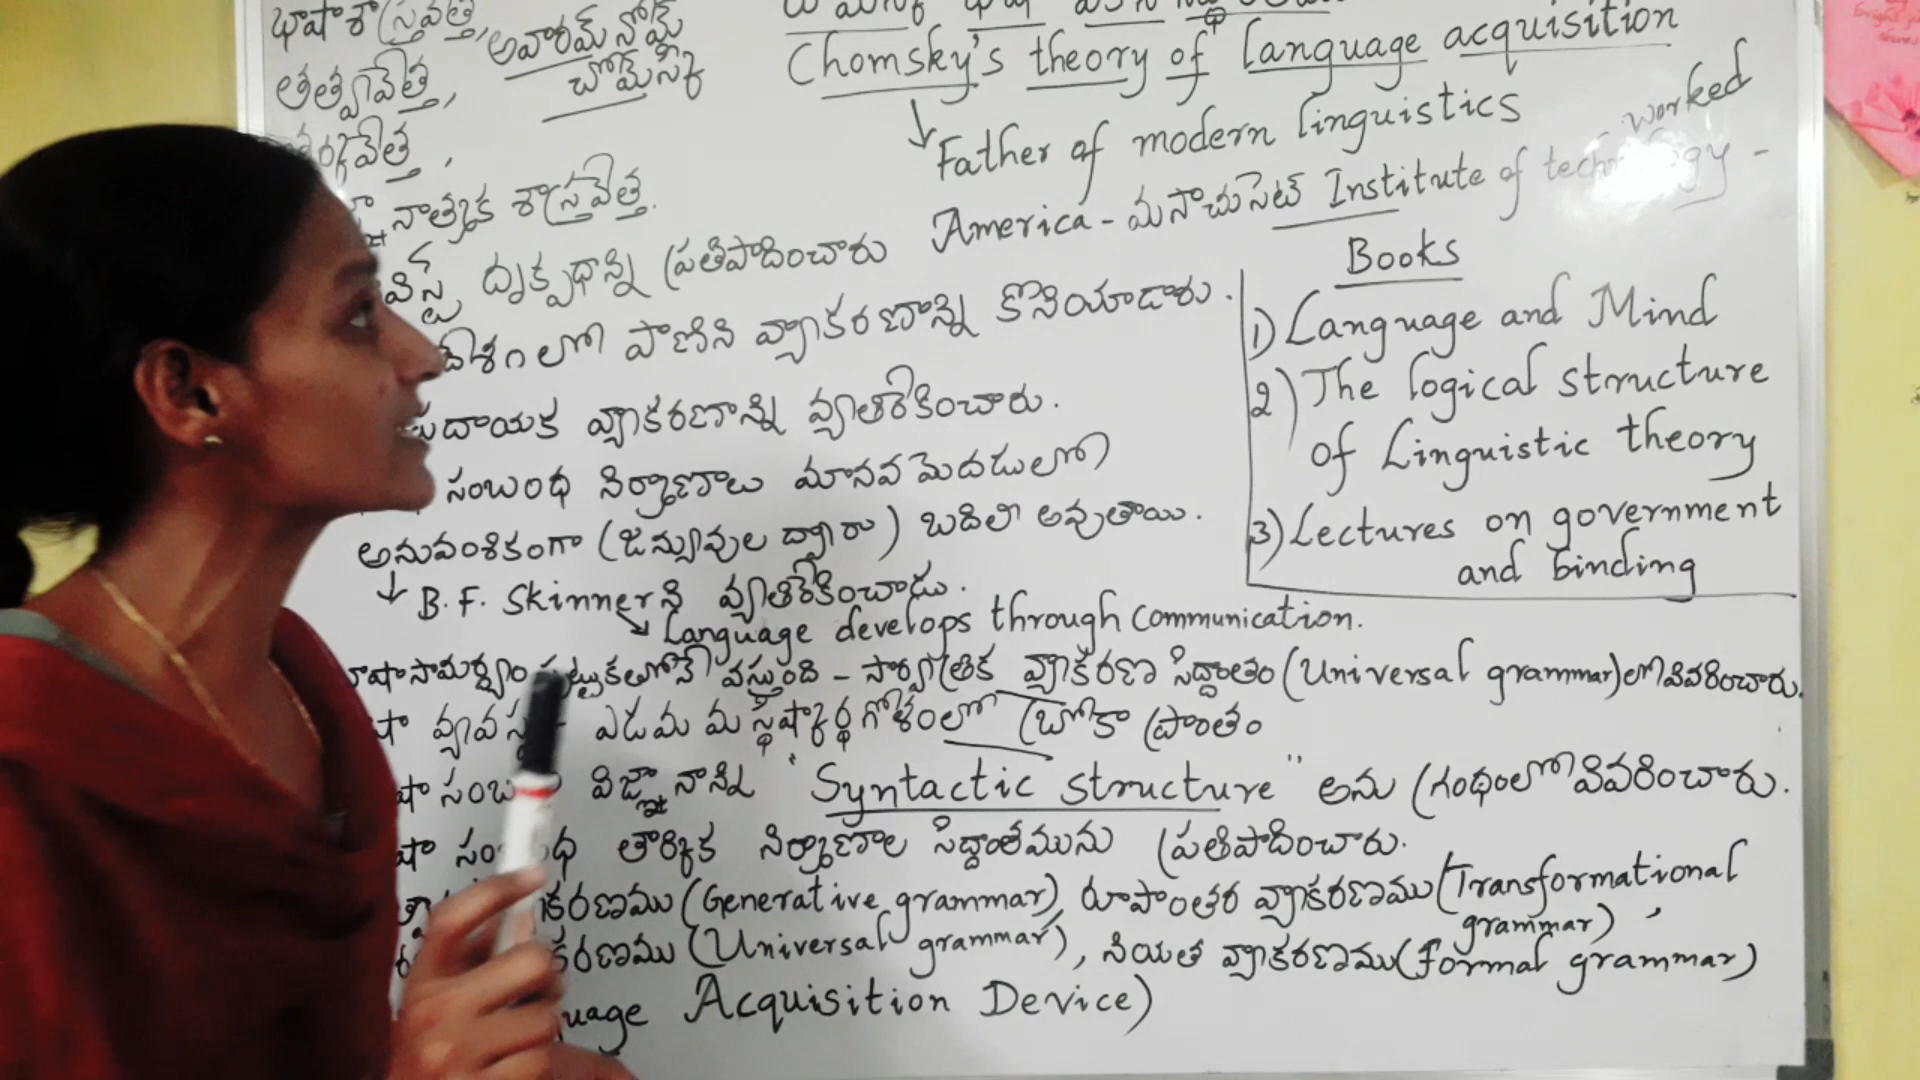 భాషా శాస్త్రవేత్త,
తత్వవేత్త,
అవ్రామ్ నోమ్
చోమ్‌స్కీ
Chomsky's theory of language acquisition
Father of modern linguistics
worked
America - మసాచుసెట్ Institute of technology -
నాత్మక శాస్త్రవేత్త.
దృక్పథాన్ని ప్రతిపాదించారు
Books
లో పాణిని వ్యాకరణాన్ని కొనియాడారు.
1) Language and Mind
2) The logical structure
of Linguistic theory
3) Lectures on government
and binding
వ్యాకరణాన్ని వ్యతిరేకించారు.
సంబంధ నిర్మాణాలు మానవ మెదడులో
అనువంశికంగా (జన్యువుల ద్వారా) బదిలీ అవుతాయి.
B.F. Skinner ని వ్యతిరేకించాడు.
Language develops through communication.
భాషా సామర్థ్యం పుట్టుకతోనే వస్తుంది - సార్వత్రిక వ్యాకరణ సిద్ధాంతం (Universal grammar) లో వివరించారు.
ఎడమ మస్తిష్కార్థగోళంలో బ్రోకా ప్రాంతం
విజ్ఞానాన్ని "Syntactic structure" అను గ్రంథంలో వివరించారు.
తార్కిక నిర్మాణాల సిద్ధాంతమును ప్రతిపాదించారు.
(Generative grammar), రూపాంతర వ్యాకరణము (Transformational
grammar),
(Universal grammar), నియత వ్యాకరణము (Formal grammar)
Acquisition Device)